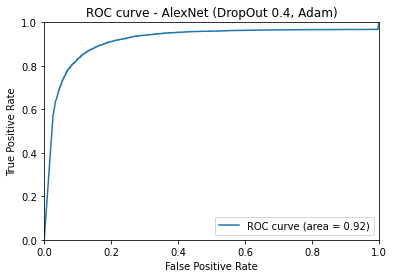 ROC curve - AlexNet (DropOut 0.4, Adam)
1.0
0.8
0.6
0.4
0.2
0.0
True Positive Rate
ROC curve (area = 0.92)
0.0 0.2 0.4 0.6 0.8 1.0
False Positive Rate